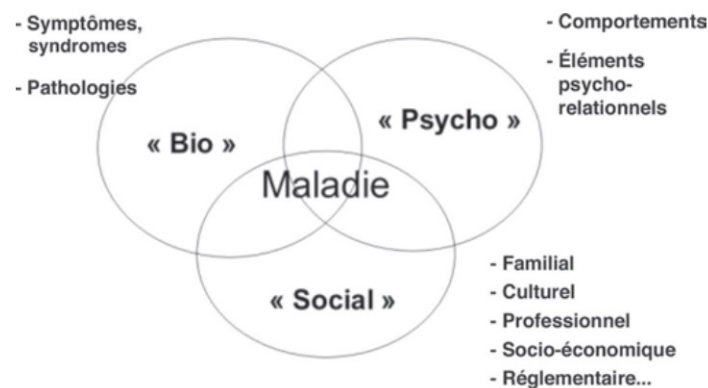 - Symptômes,
syndromes
- Pathologies
- Comportements
- Éléments
psycho-
relationnels
« Bio »
« Psycho »
Maladie
« Social »
- Familial
- Culturel
- Professionnel
- Socio-économique
- Réglementaire...